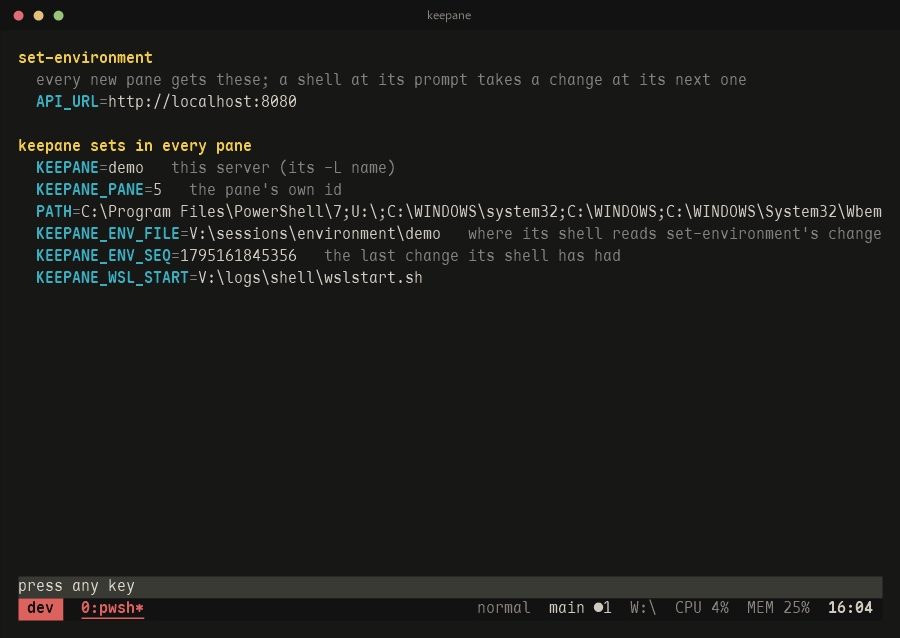 keepane
set-environment
every new pane gets these; a shell at its prompt takes a change at its next one
API_URL=http://localhost:8080
keepane sets in every pane
KEEPANE=demo   this server (its -L name)
KEEPANE_PANE=5   the pane's own id
PATH=C:\Program Files\PowerShell\7;U:\;C:\WINDOWS\system32;C:\WINDOWS;C:\WINDOWS\System32\Wbem
KEEPANE_ENV_FILE=V:\sessions\environment\demo   where its shell reads set-environment's change
KEEPANE_ENV_SEQ=1795161845356   the last change its shell has had
KEEPANE_WSL_START=V:\logs\shell\wslstart.sh
press any key
dev   0:pwsh*   normal   main ●1   W:\   CPU 4%   MEM 25%   16:04